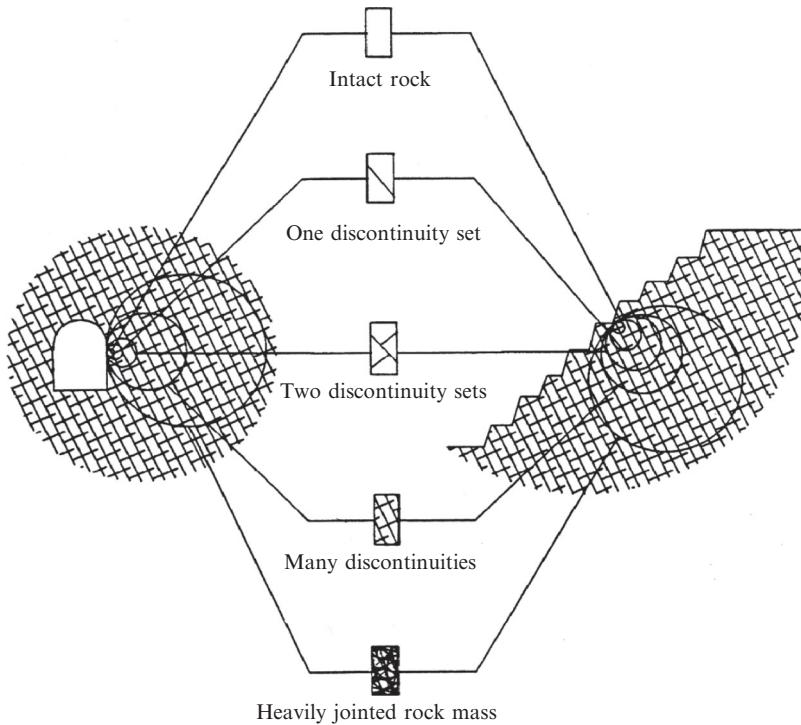 Intact rock
One discontinuity set
Two discontinuity sets
Many discontinuities
Heavily jointed rock mass